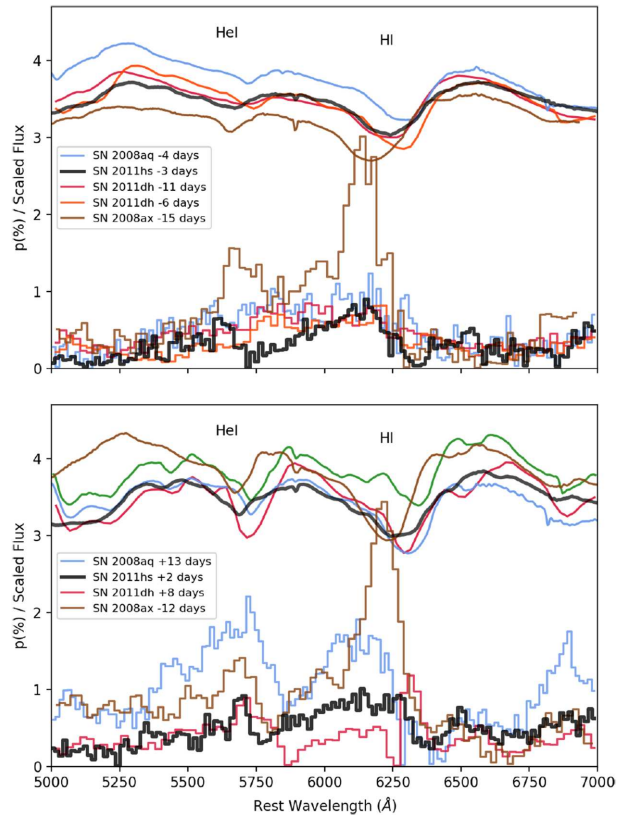 HeI
HI
4
3
2
1
0
p(%) / Scaled Flux
SN 2008aq -4 days
SN 2011hs -3 days
SN 2011dh -11 days
SN 2011dh -6 days
SN 2008ax -15 days
HeI
HI
4
3
2
1
0
p(%) / Scaled Flux
SN 2008aq +13 days
SN 2011hs +2 days
SN 2011dh +8 days
SN 2008ax -12 days
5000 5250 5500 5750 6000 6250 6500 6750 7000
Rest Wavelength (Å)